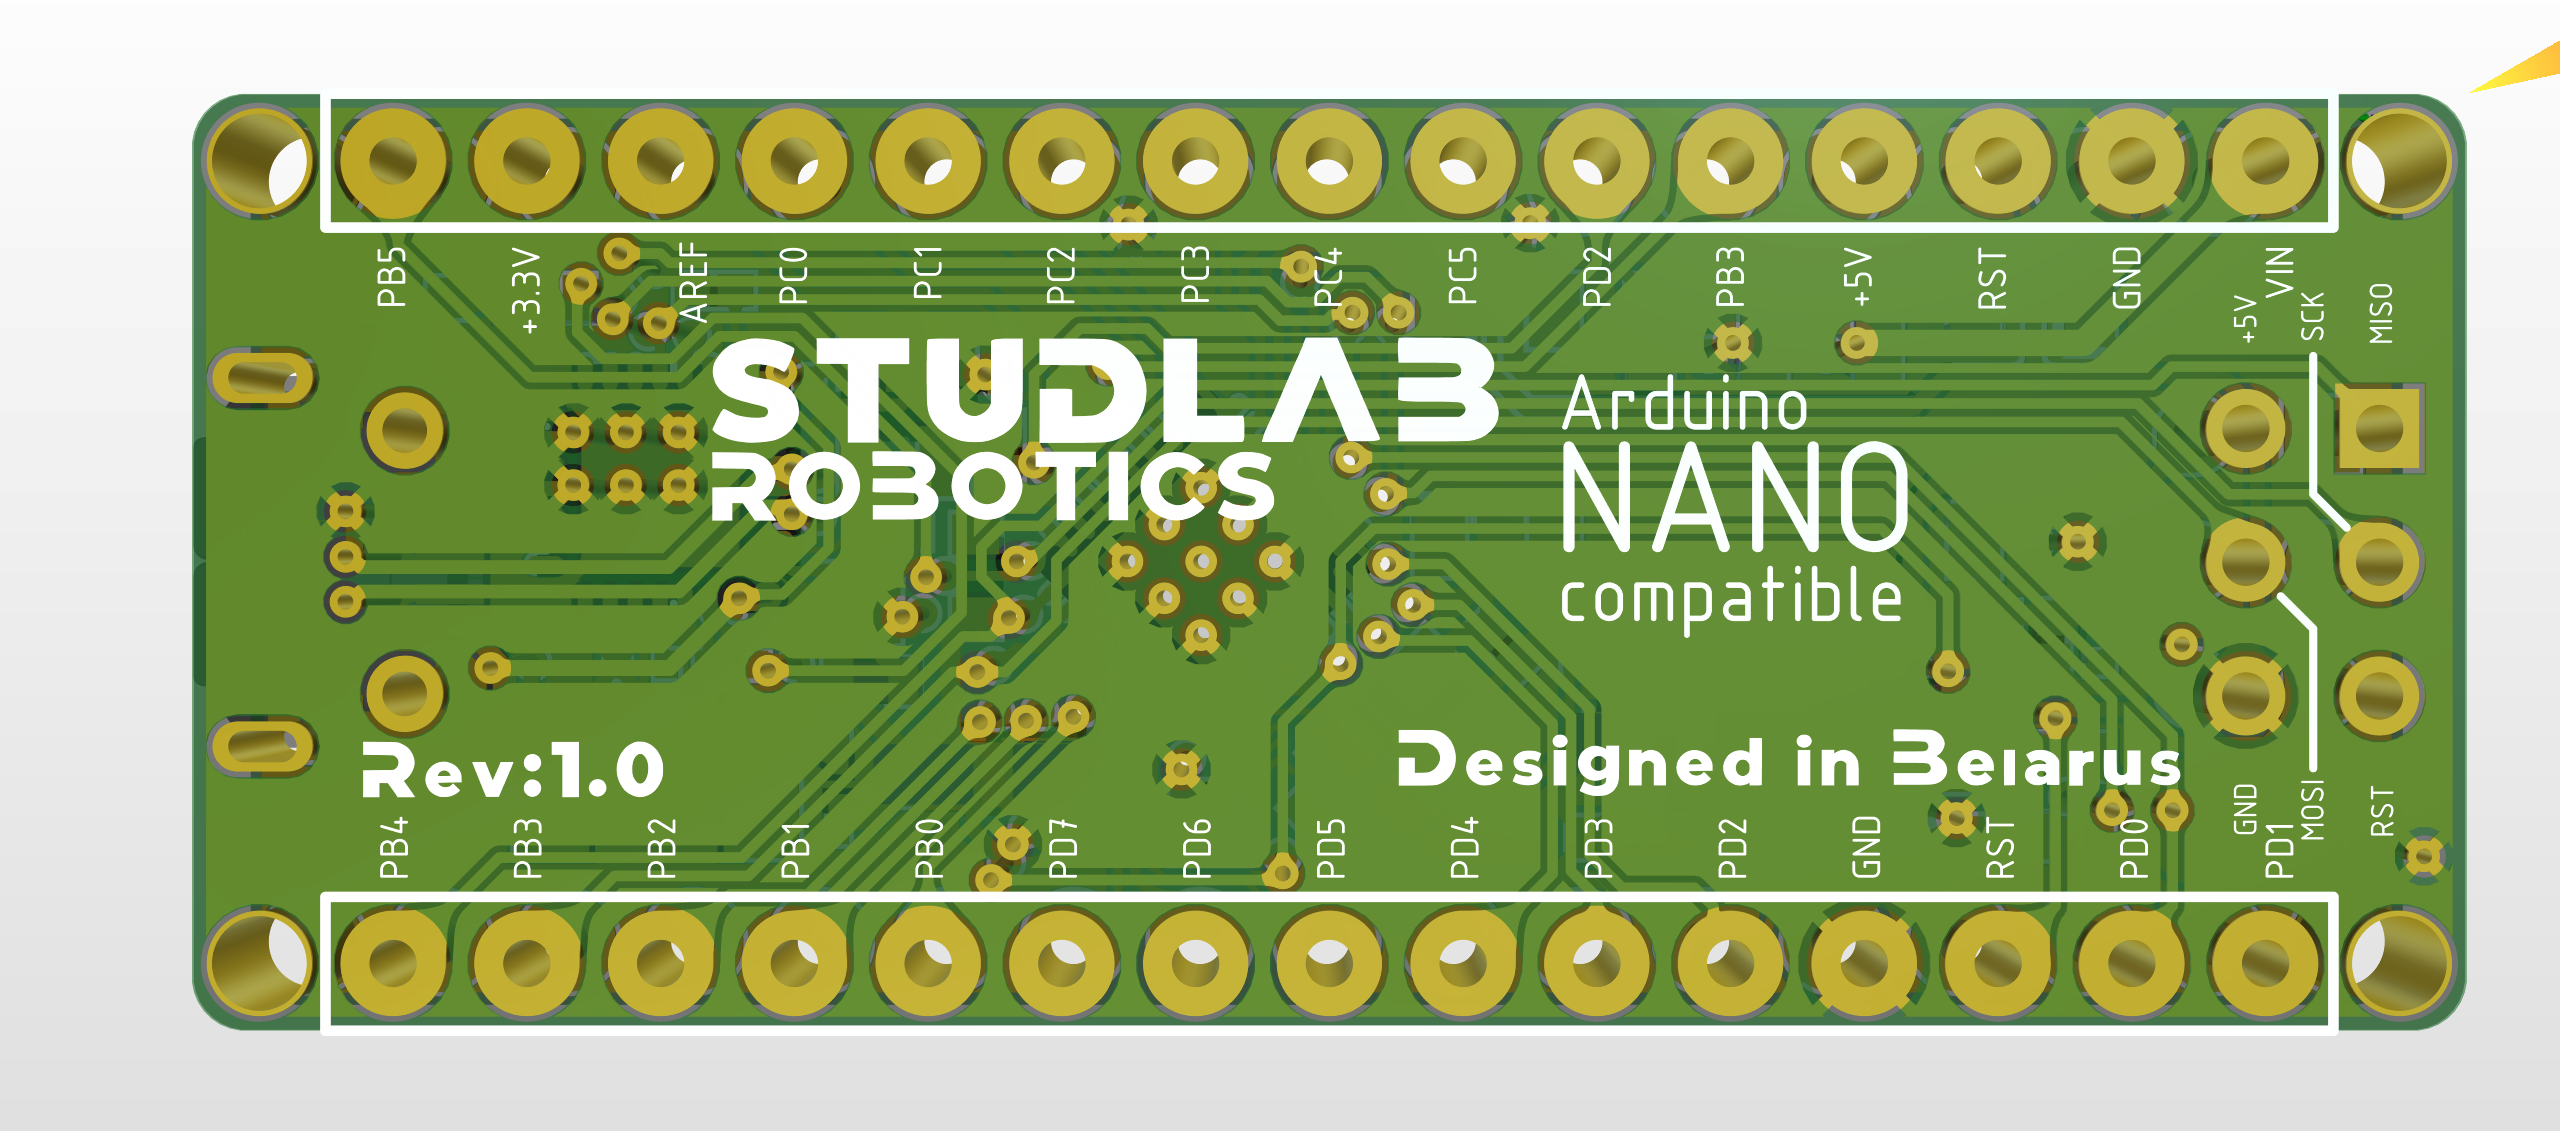 PB5 +3.3V AREF PC0 PC1 PC2 PC3 PC4 PC5 PD2 PB3 +5V RST GND VIN
+5V SCK MISO
STUDLAB
ROBOTICS
Arduino
NANO
compatible
Rev:1.0
Designed in Belarus
GND MOSI RST
PB4 PB3 PB2 PB1 PB0 PD7 PD6 PD5 PD4 PD3 PD2 GND RST PD0 PD1